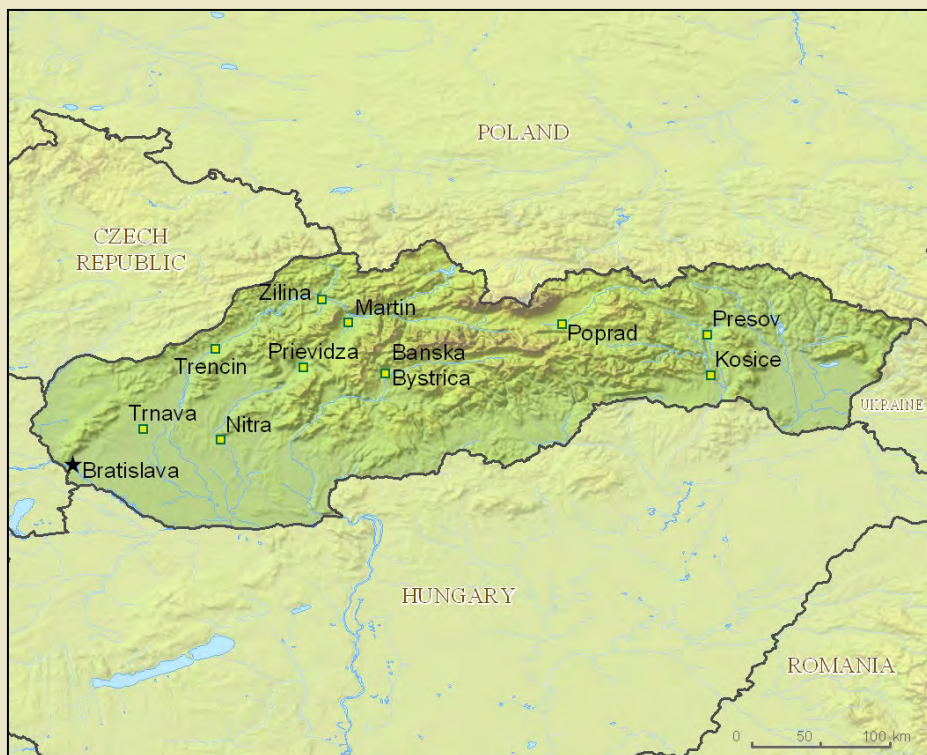 POLAND
CZECH
REPUBLIC
Zilina
Martin
Poprad
Presov
Trencin
Prievidza
Banska
Bystrica
Kosice
UKRAINE
Trnava
Nitra
Bratislava
HUNGARY
ROMANIA
0 50 100 km